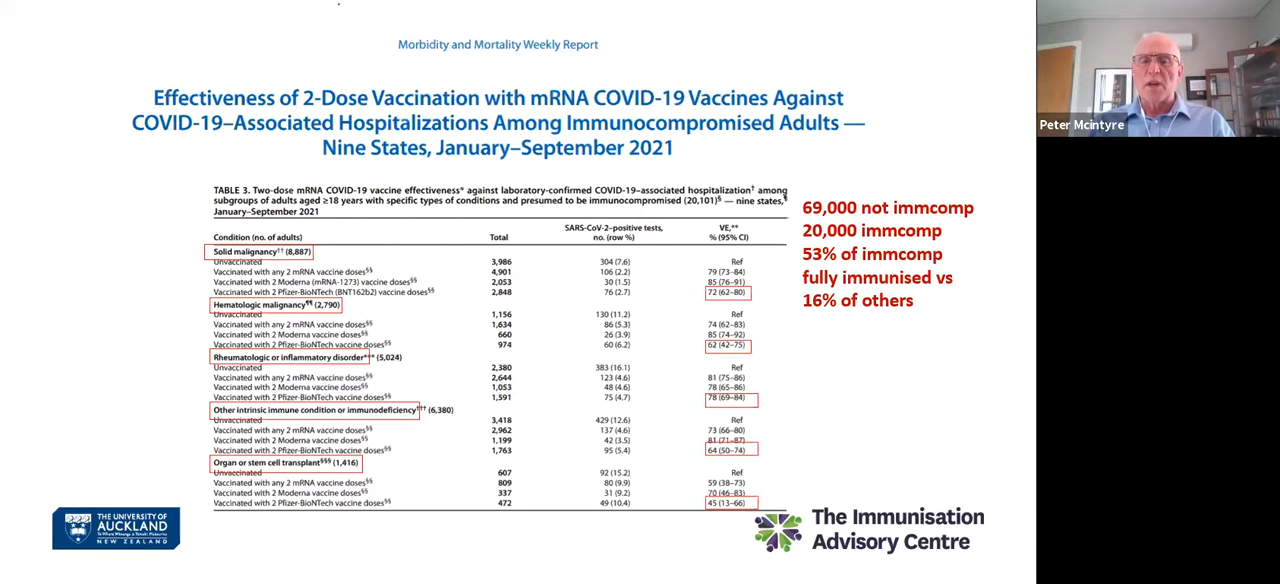 Morbidity and Mortality Weekly Report
Effectiveness of 2-Dose Vaccination with mRNA COVID-19 Vaccines Against
COVID-19–Associated Hospitalizations Among Immunocompromised Adults —
Nine States, January–September 2021
TABLE 3. Two-dose mRNA COVID-19 vaccine effectiveness* against laboratory-confirmed COVID-19–associated hospitalization† among
subgroups of adults aged ≥18 years with specific types of conditions and presumed to be immunocompromised (20,101)§ — nine states,¶
January–September 2021
Condition (no. of adults) Total SARS-CoV-2–positive tests, no. (row %) VE,** % (95% CI)
Solid malignancy†† (8,887)
Unvaccinated 3,986 304 (7.6) Ref
Vaccinated with any 2 mRNA vaccine doses§§ 4,901 106 (2.2) 79 (73–84)
Vaccinated with 2 Moderna (mRNA-1273) vaccine doses§§ 2,053 30 (1.5) 85 (76–91)
Vaccinated with 2 Pfizer-BioNTech (BNT162b2) vaccine doses§§ 2,848 76 (2.7) 72 (62–80)
Hematologic malignancy¶¶ (2,790)
Unvaccinated 1,156 130 (11.2) Ref
Vaccinated with any 2 mRNA vaccine doses§§ 1,634 86 (5.3) 74 (62–83)
Vaccinated with 2 Moderna vaccine doses§§ 660 26 (3.9) 85 (74–92)
Vaccinated with 2 Pfizer-BioNTech vaccine doses§§ 974 60 (6.2) 62 (42–75)
Rheumatologic or inflammatory disorder*** (5,024)
Unvaccinated 2,380 383 (16.1) Ref
Vaccinated with any 2 mRNA vaccine doses§§ 2,644 123 (4.6) 81 (75–86)
Vaccinated with 2 Moderna vaccine doses§§ 1,053 48 (4.6) 78 (65–86)
Vaccinated with 2 Pfizer-BioNTech vaccine doses§§ 1,591 75 (4.7) 78 (69–84)
Other intrinsic immune condition or immunodeficiency††† (6,380)
Unvaccinated 3,418 429 (12.6) Ref
Vaccinated with any 2 mRNA vaccine doses§§ 2,962 137 (4.6) 73 (66–80)
Vaccinated with 2 Moderna vaccine doses§§ 1,199 42 (3.5) 81 (71–87)
Vaccinated with 2 Pfizer-BioNTech vaccine doses§§ 1,763 95 (5.4) 64 (50–74)
Organ or stem cell transplant§§§ (1,416)
Unvaccinated 607 92 (15.2) Ref
Vaccinated with any 2 mRNA vaccine doses§§ 809 80 (9.9) 59 (38–73)
Vaccinated with 2 Moderna vaccine doses§§ 337 31 (9.2) 70 (46–83)
Vaccinated with 2 Pfizer-BioNTech vaccine doses§§ 472 49 (10.4) 45 (13–66)
69,000 not immcomp
20,000 immcomp
53% of immcomp
fully immunised vs
16% of others
THE UNIVERSITY OF
AUCKLAND
NEW ZEALAND
The Immunisation
Advisory Centre
Peter Mcintyre